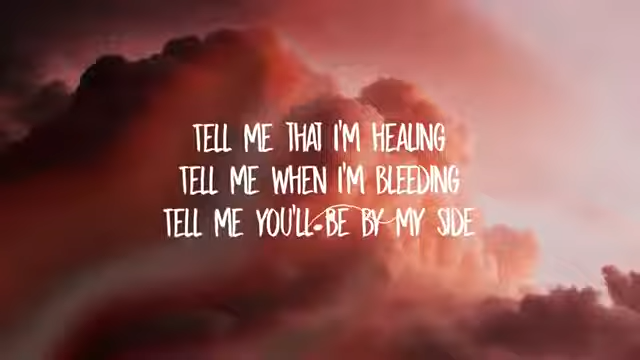 TELL ME THAT I'M HEALING
TELL ME WHEN I'M BLEEDING
TELL ME YOU'LL BE BY MY SIDE